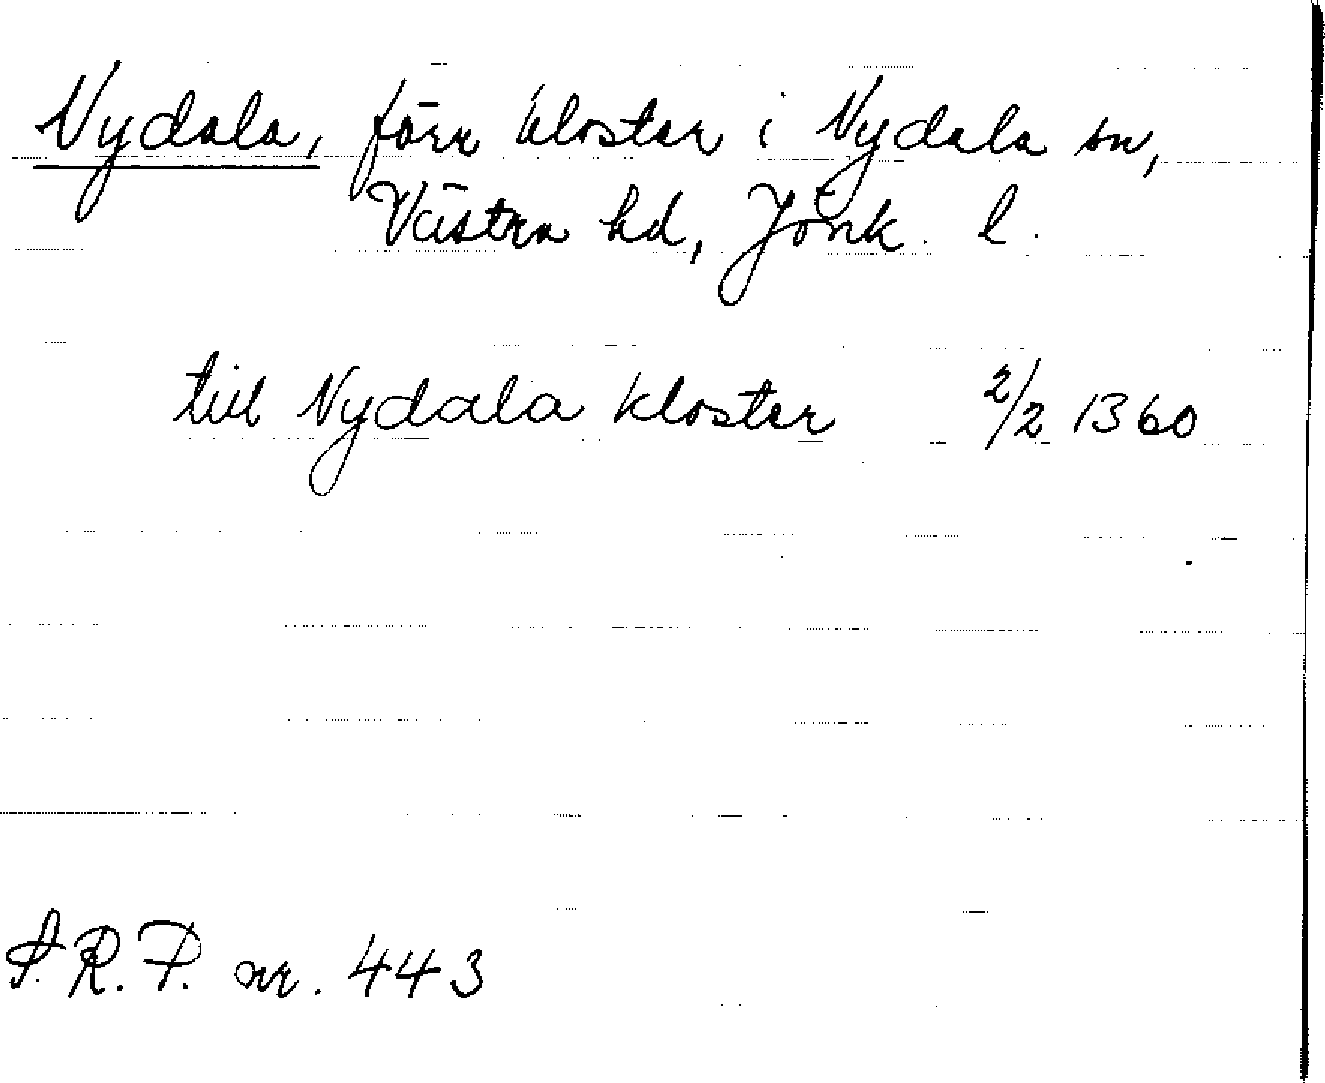 Nydala, förr kloster i Nydala sn,
Västra hd, Jönk. l.
till Nydala kloster 2/2 1360
S.R.P. nr. 443